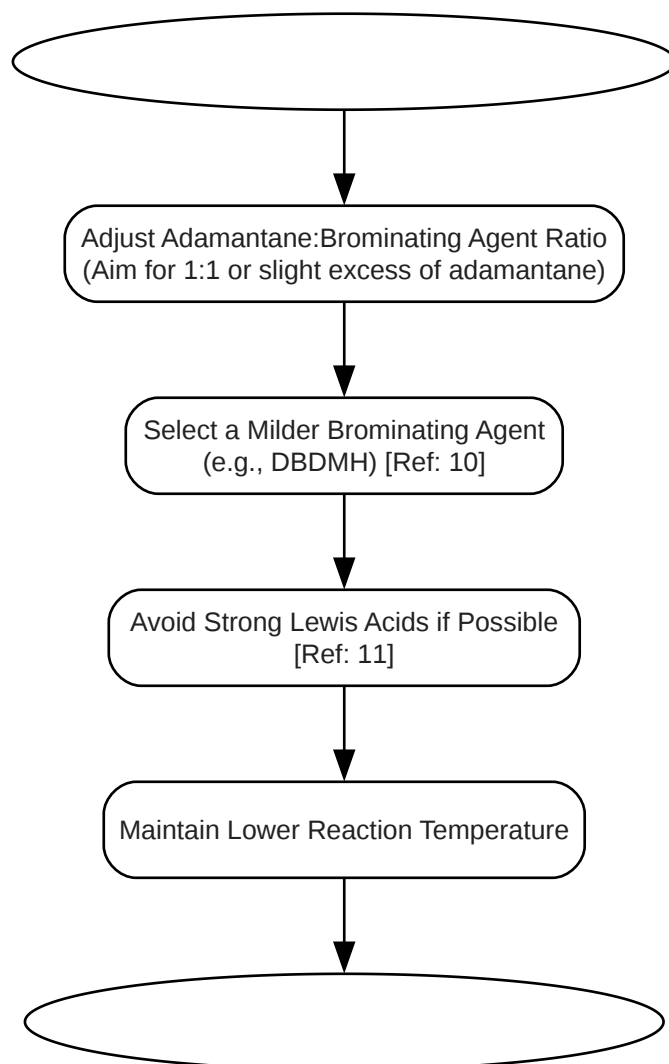 Adjust Adamantane:Brominating Agent Ratio
(Aim for 1:1 or slight excess of adamantane)
Select a Milder Brominating Agent
(e.g., DBDMH) [Ref: 10]
Avoid Strong Lewis Acids if Possible
[Ref: 11]
Maintain Lower Reaction Temperature